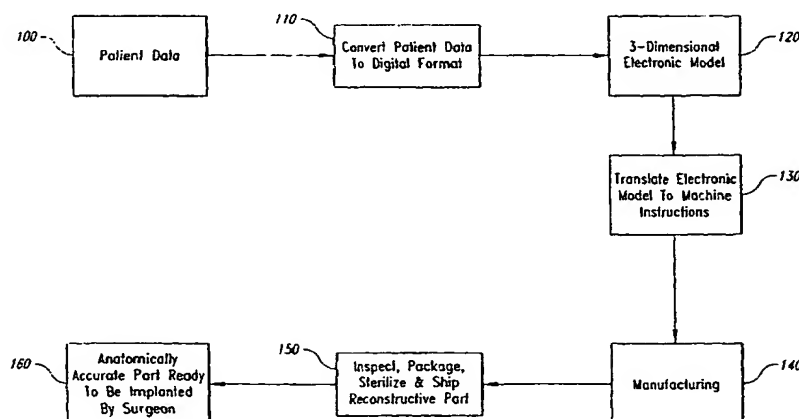 100
Patient Data
110
Convert Patient Data
To Digital Format
3-Dimensional
Electronic Model
120
Translate Electronic
Model To Machine
Instructions
130
Manufacturing
140
150
Inspect, Package,
Sterilize & Ship
Reconstructive Part
160
Anatomically
Accurate Part Ready
To Be Implanted
By Surgeon